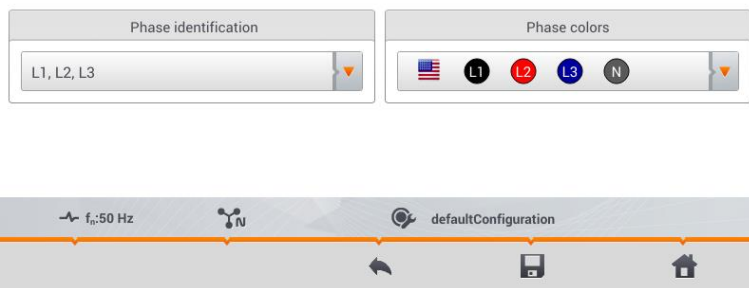 Phase identification
Phase colors
L1, L2, L3
L1 L2 L3 N
fn:50 Hz
N
defaultConfiguration